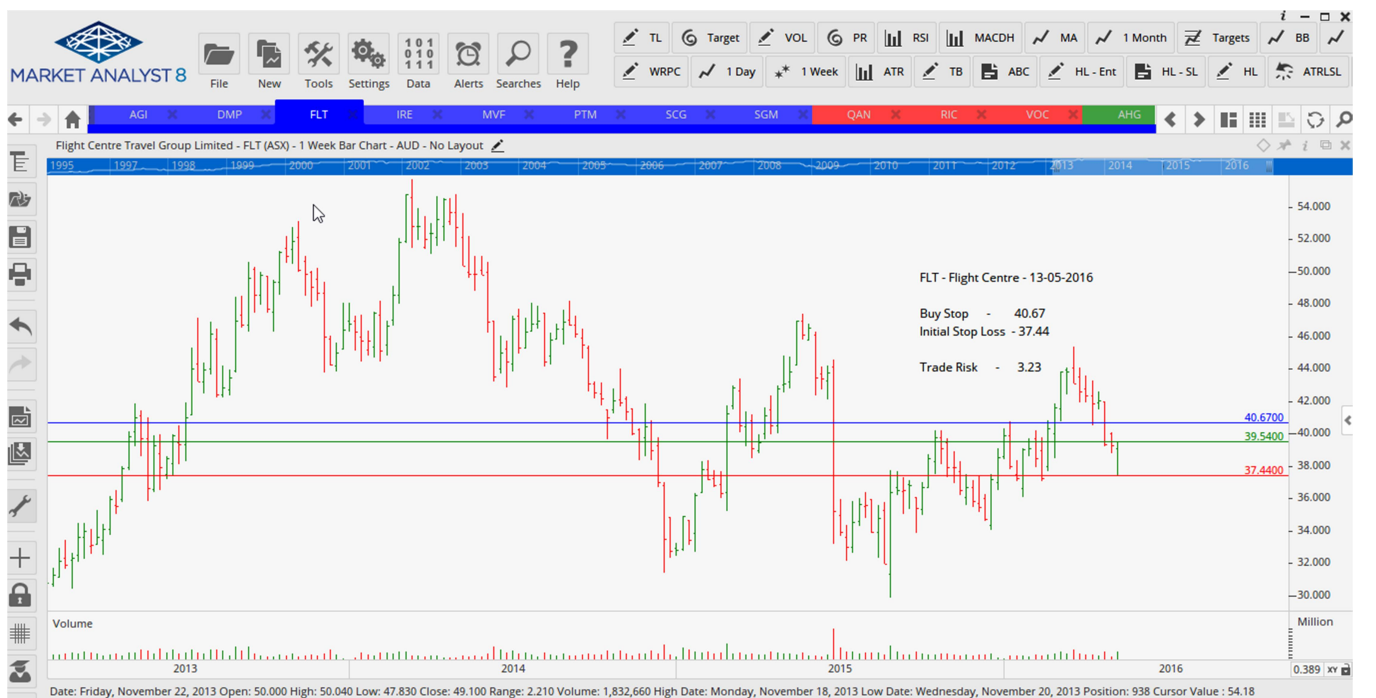 i
MARKET ANALYST 8
File New Tools Settings Data Alerts Searches Help
101
010
111
TL Target VOL PR RSI MACDH MA 1 Month Targets BB
WRPC 1 Day 1 Week ATR TB ABC HL - Ent HL - SL HL ATRLSL
AGI DMP FLT IRE MVF PTM SCG SGM QAN RIC VOC AHG
Flight Centre Travel Group Limited - FLT (ASX) - 1 Week Bar Chart - AUD - No Layout
1995 1997 1998 1999 2000 2001 2002 2003 2004 2005 2006 2007 2008 2009 2010 2011 2012 2013 2014 2015 2016
54.000
52.000
50.000
48.000
46.000
44.000
42.000
40.000
38.000
36.000
34.000
32.000
30.000
FLT - Flight Centre - 13-05-2016
Buy Stop - 40.67
Initial Stop Loss - 37.44
Trade Risk - 3.23
40.6700
39.5400
37.4400
Volume
Million
2013 2014 2015 2016
0.389 XY
Date: Friday, November 22, 2013 Open: 50.000 High: 50.040 Low: 47.830 Close: 49.100 Range: 2.210 Volume: 1,832,660 High Date: Monday, November 18, 2013 Low Date: Wednesday, November 20, 2013 Position: 938 Cursor Value : 54.18